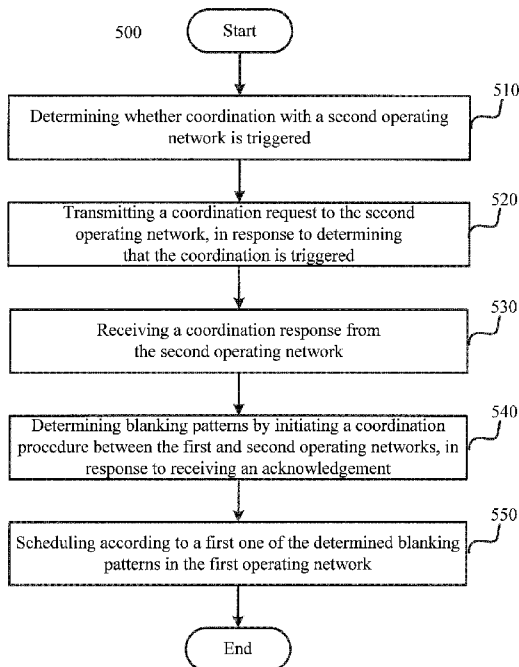 500
Start
510
Determining whether coordination with a second operating
network is triggered
520
Transmitting a coordination request to the second
operating network, in response to determining
that the coordination is triggered
530
Receiving a coordination response from
the second operating network
540
Determining blanking patterns by initiating a coordination
procedure between the first and second operating networks, in
response to receiving an acknowledgement
550
Scheduling according to a first one of the determined blanking
patterns in the first operating network
End